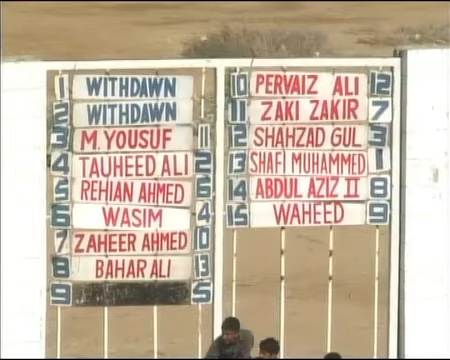 1 WITHDAWN
2 WITHDAWN
3 M.YOUSUF 11
4 TAUHEED ALI 2
5 REHIAN AHMED 6
6 WASIM 4
7 ZAHEER AHMED 10
8 BAHAR ALI 13
9 5
10 PERVAIZ ALI 12
11 ZAKI ZAKIR 7
12 SHAHZAD GUL 3
13 SHAFI MUHAMMED 1
14 ABDUL AZIZ II 8
15 WAHEED 9